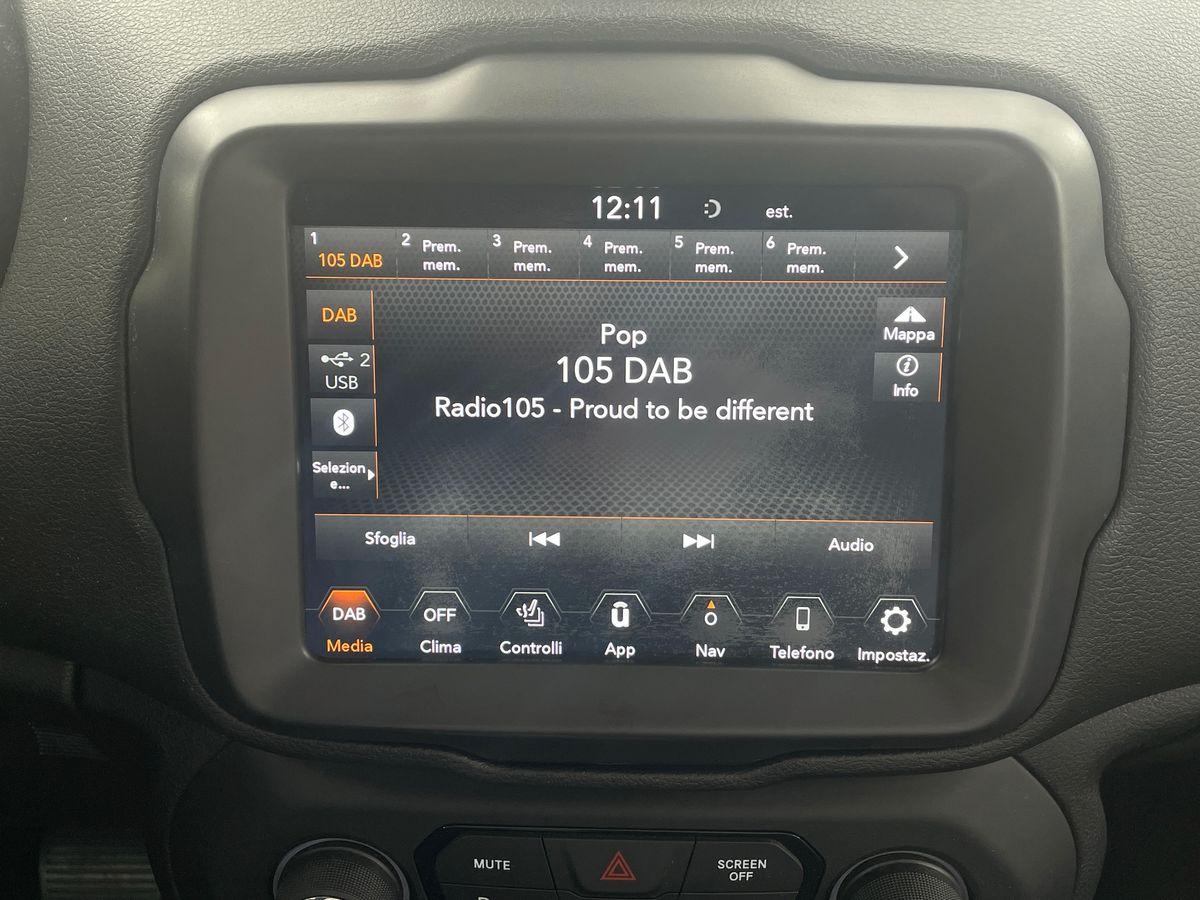 12:11 est.
1 105 DAB
2 Prem. mem.
3 Prem. mem.
4 Prem. mem.
5 Prem. mem.
6 Prem. mem.
DAB
2
USB
Selezion
e...
Pop
105 DAB
Radio105 - Proud to be different
Mappa
Info
Sfoglia
Audio
DAB
Media
OFF
Clima
Controlli
App
Nav
Telefono
Impostaz.
MUTE
SCREEN
OFF